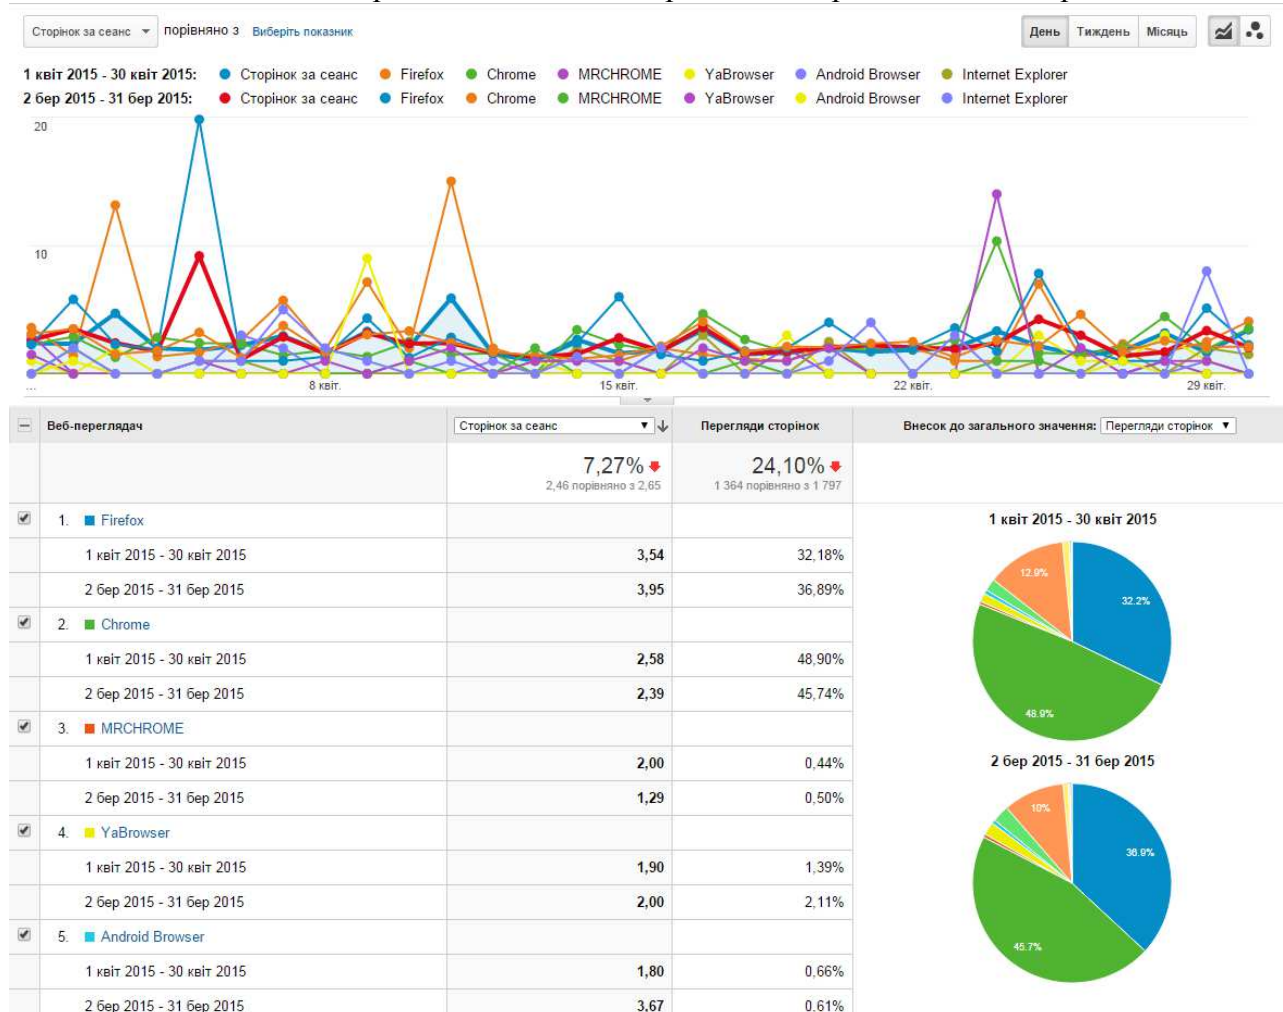 Сторінок за сеанс порівняно з Виберіть показник День Тиждень Місяць
1 квіт 2015 - 30 квіт 2015: Сторінок за сеанс Firefox Chrome MRCHROME YaBrowser Android Browser Internet Explorer
2 бер 2015 - 31 бер 2015: Сторінок за сеанс Firefox Chrome MRCHROME YaBrowser Android Browser Internet Explorer
20
10
... 8 квіт. 15 квіт. 22 квіт. 29 квіт.
Веб-переглядач Сторінок за сеанс Перегляди сторінок Внесок до загального значення: Перегляди сторінок
7,27% 24,10%
2,46 порівняно з 2,65 1 364 порівняно з 1 797
1. Firefox 1 квіт 2015 - 30 квіт 2015
1 квіт 2015 - 30 квіт 2015 3,54 32,18%
2 бер 2015 - 31 бер 2015 3,95 36,89%
2. Chrome
1 квіт 2015 - 30 квіт 2015 2,58 48,90%
2 бер 2015 - 31 бер 2015 2,39 45,74%
3. MRCHROME
1 квіт 2015 - 30 квіт 2015 2,00 0,44%
2 бер 2015 - 31 бер 2015 1,29 0,50%
4. YaBrowser
1 квіт 2015 - 30 квіт 2015 1,90 1,39%
2 бер 2015 - 31 бер 2015 2,00 2,11%
5. Android Browser
1 квіт 2015 - 30 квіт 2015 1,80 0,66%
2 бер 2015 - 31 бер 2015 3,67 0,61%
12.9%
32.2%
48.9%
2 бер 2015 - 31 бер 2015
10%
36.9%
45.7%